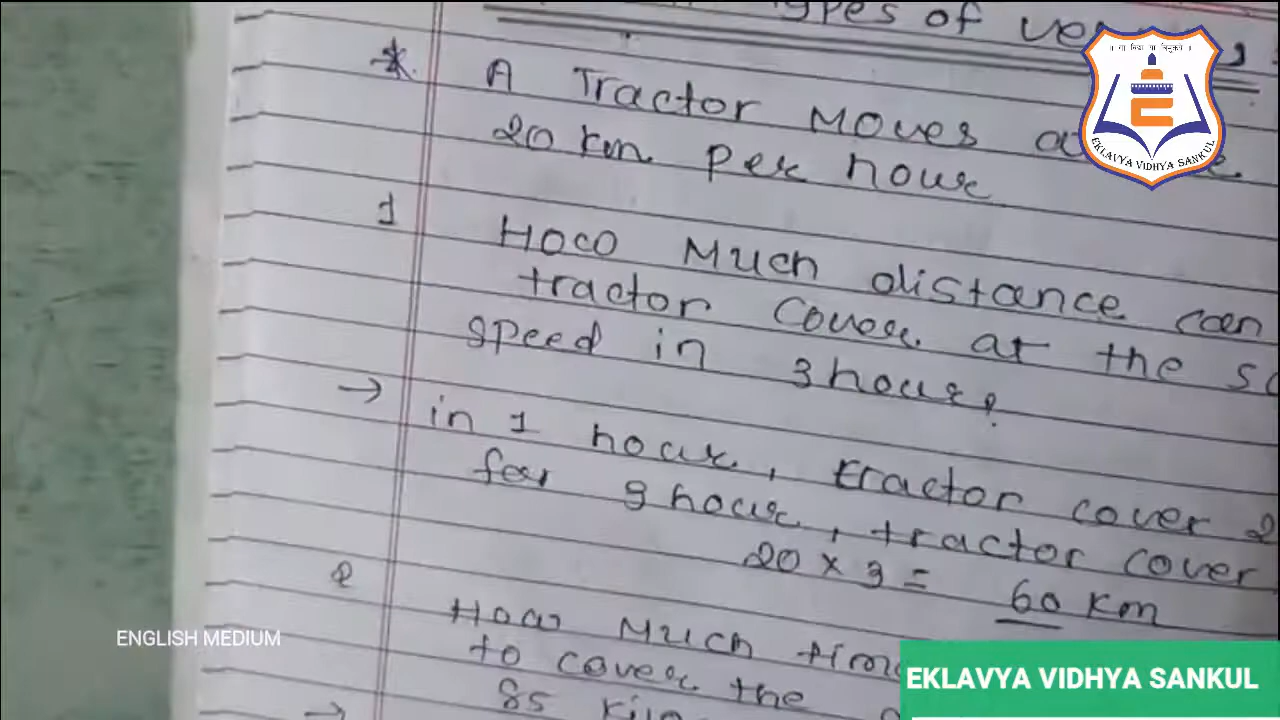 Types of
* A Tractor Moves
20 km per hour
1 How Much distance can
tractor Cover at the
speed in 3 hour?
→ in 1 hour, tractor cover 2
for 3 hour, tractor cover
20 × 3 = 60 km
2 How Much
to cover the
85
→
EKLAVYA VIDHYA SANKUL
ENGLISH MEDIUM
EKLAVYA VIDHYA SANKUL